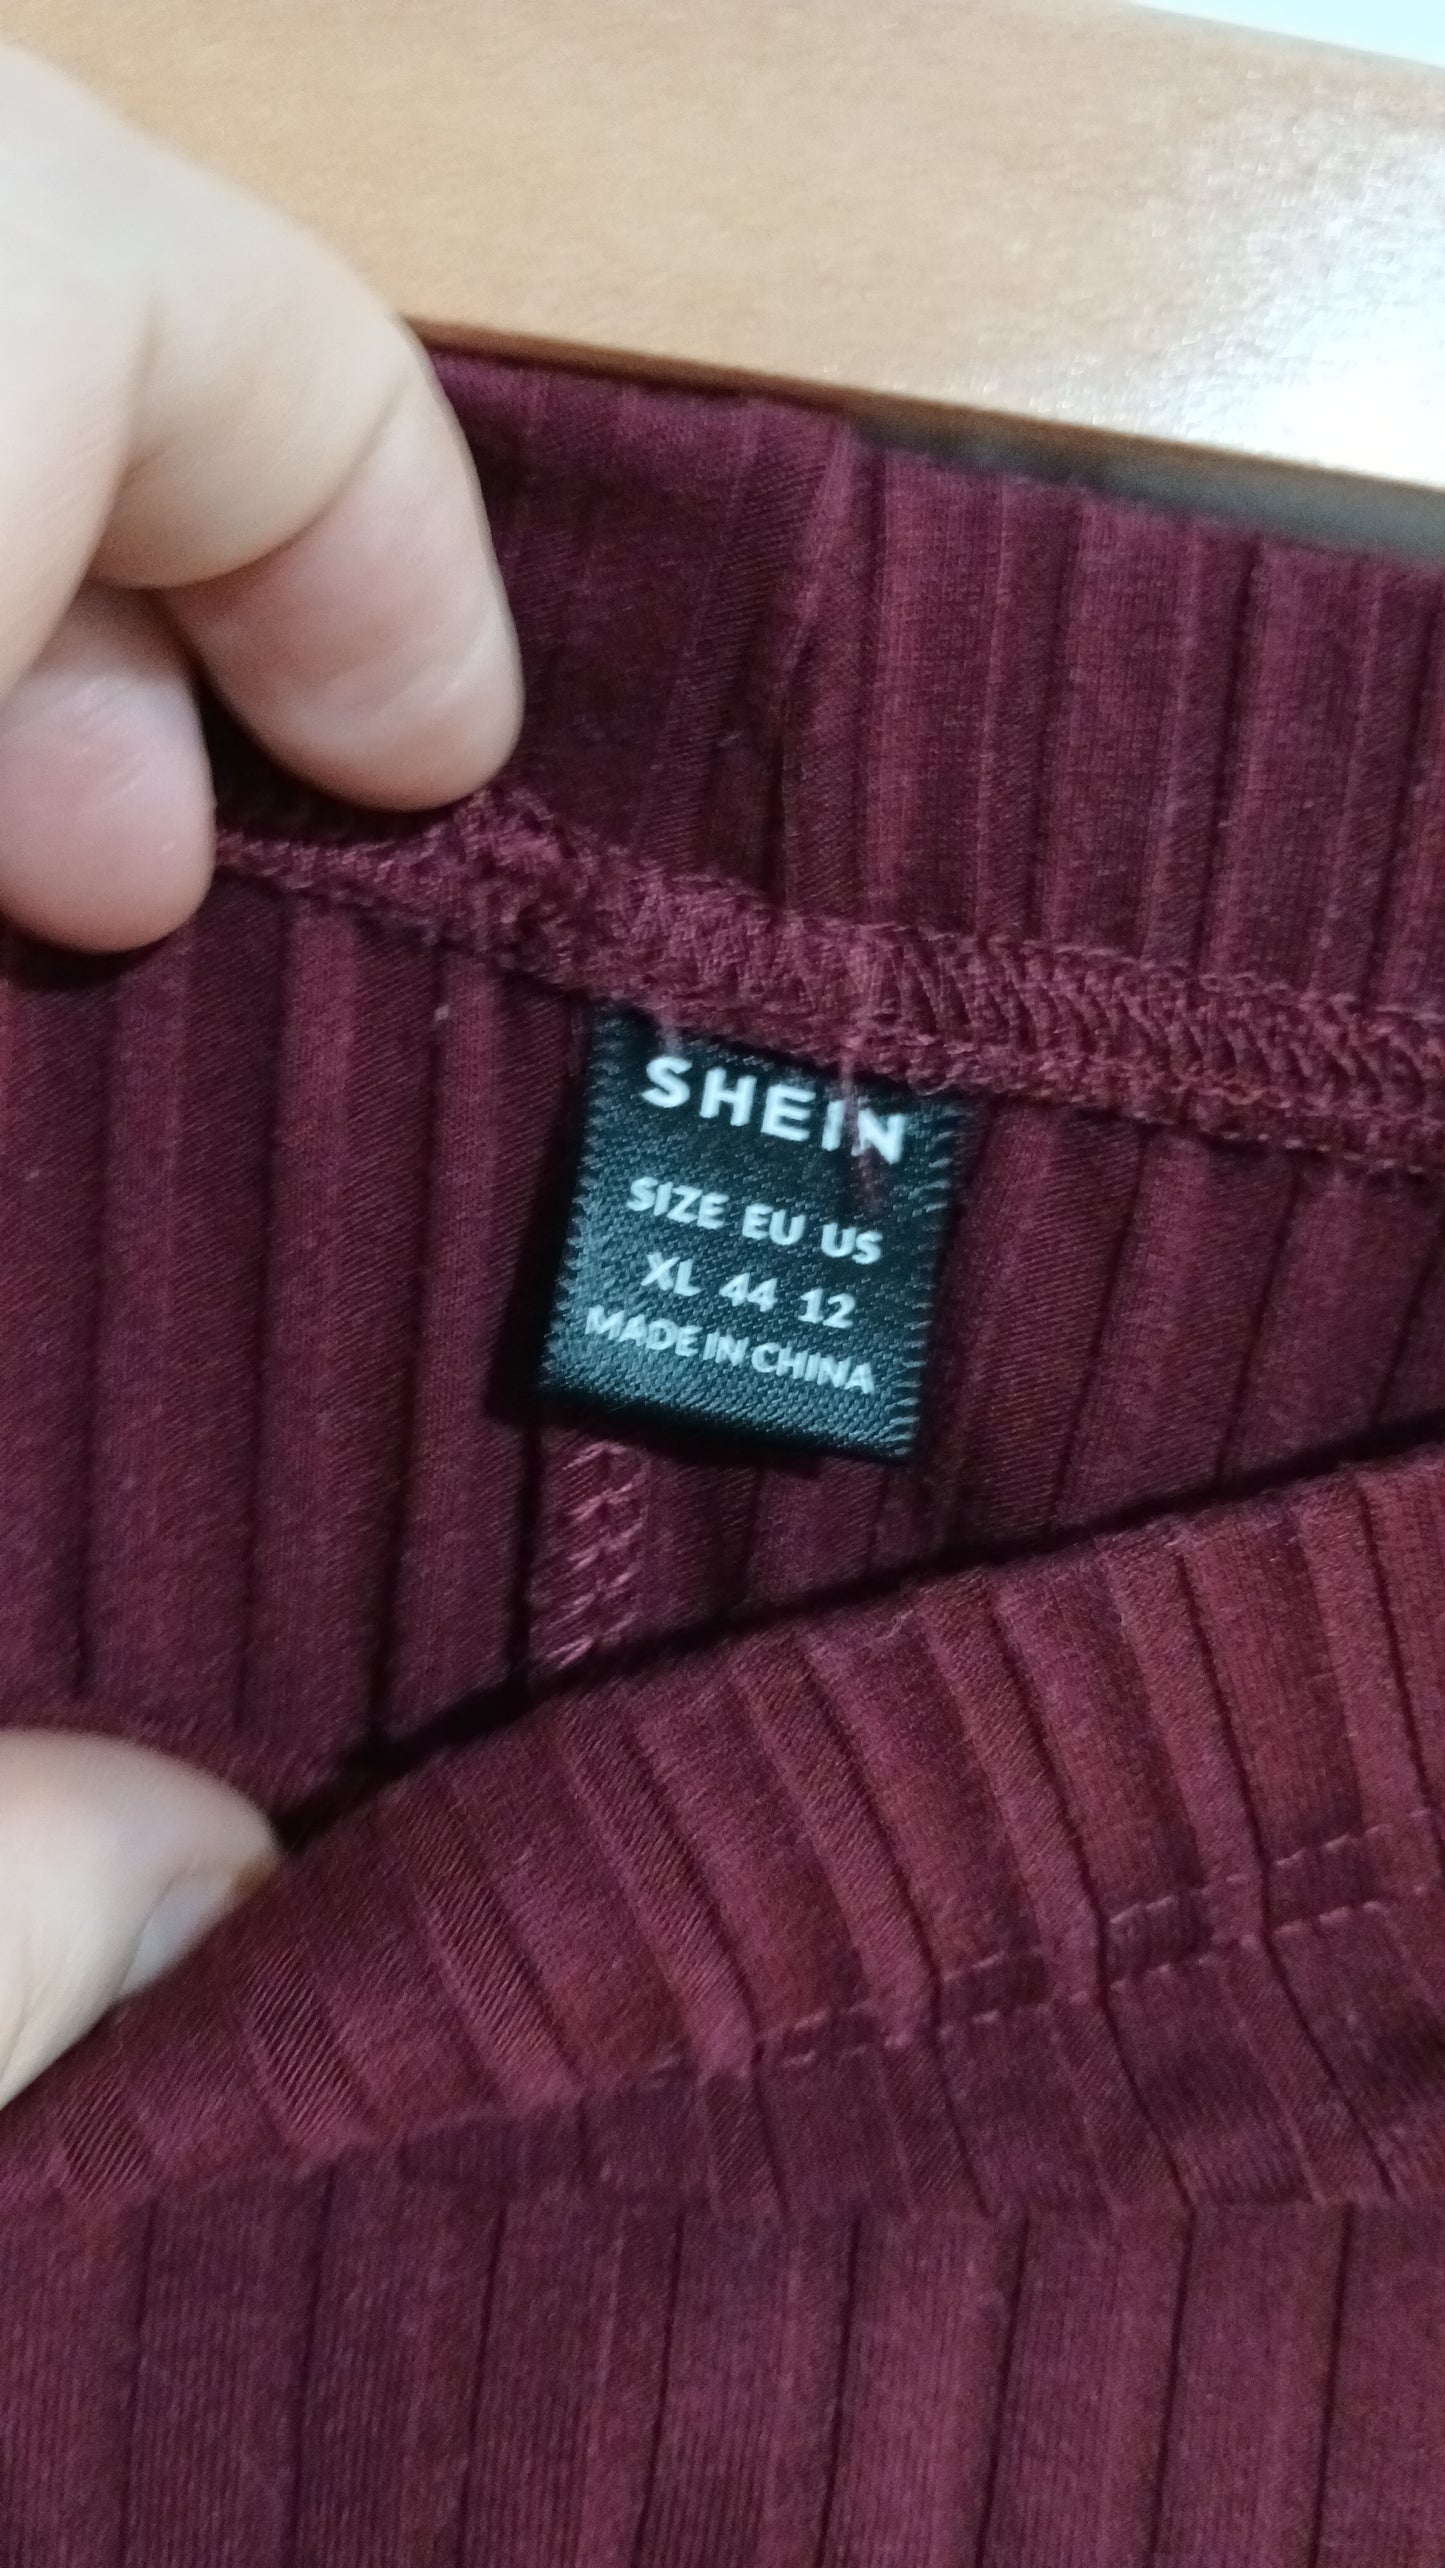 SHEIN
SIZE EU US
XL 44 12
MADE IN CHINA